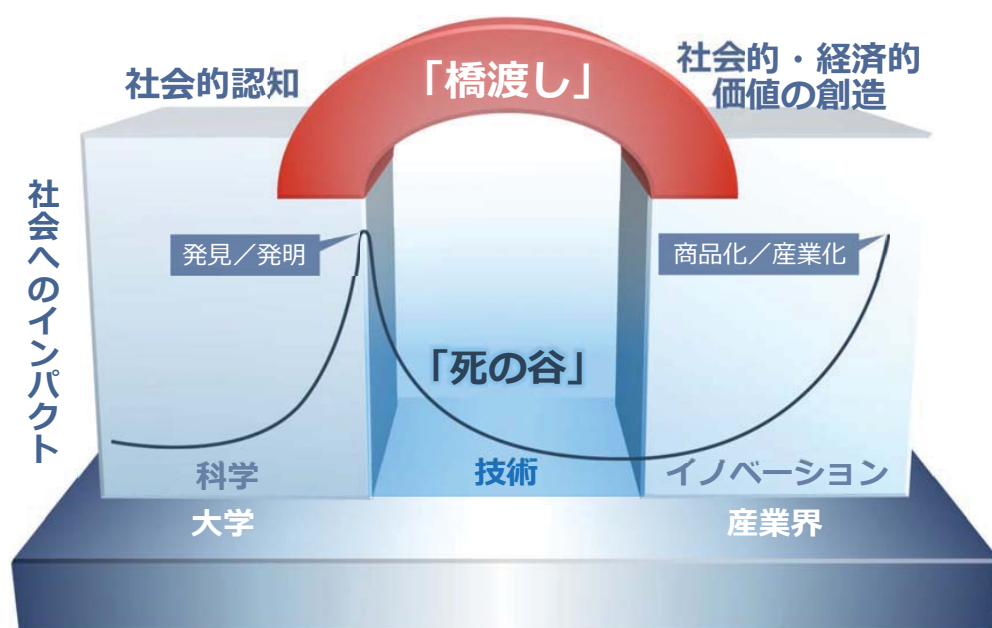 「橋渡し」
社会的認知
社会的・経済的
価値の創造
社会へのインパクト
発見／発明
商品化／産業化
「死の谷」
科学
技術
イノベーション
大学
産業界